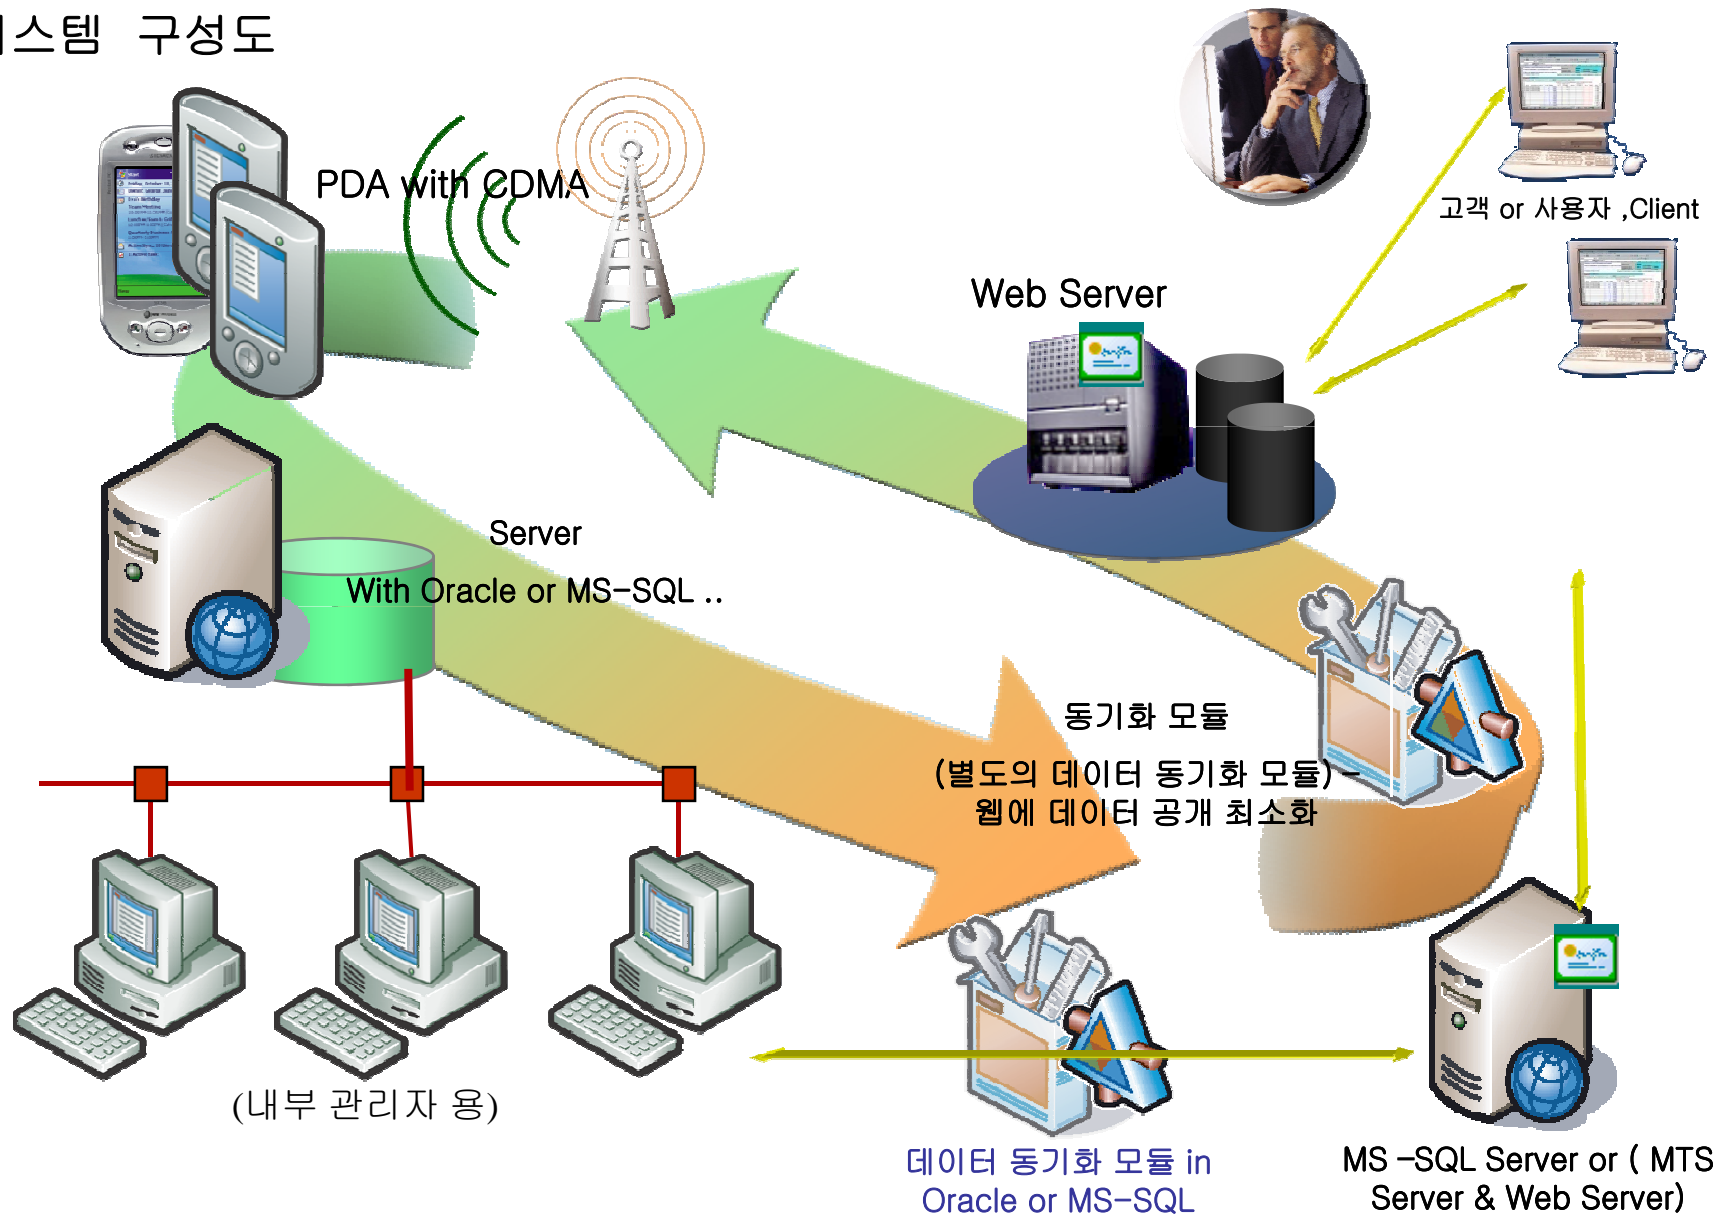 스템 구성도
PDA with CDMA
고객 or 사용자 ,Client
Web Server
Server
With Oracle or MS-SQL ..
동기화 모듈
(별도의 데이터 동기화 모듈) -
웹에 데이터 공개 최소화
(내부 관리자 용)
데이터 동기화 모듈 in
Oracle or MS-SQL
MS -SQL Server or ( MTS
Server & Web Server)